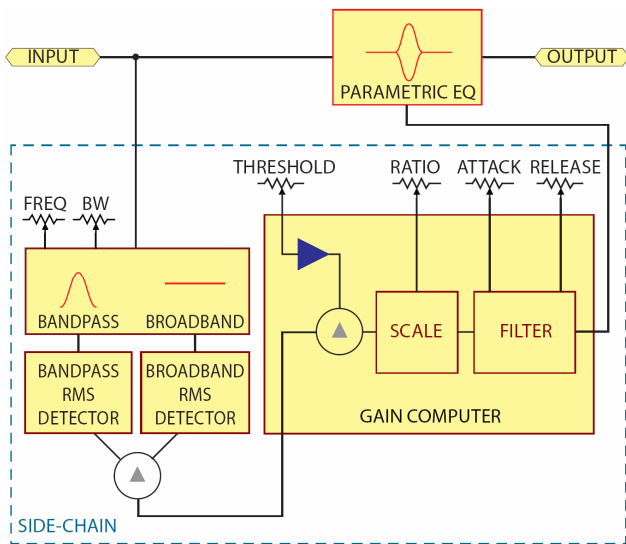 INPUT
OUTPUT
PARAMETRIC EQ
THRESHOLD
RATIO
ATTACK
RELEASE
FREQ
BW
BANDPASS
BROADBAND
SCALE
FILTER
BANDPASS
RMS
DETECTOR
BROADBAND
RMS
DETECTOR
GAIN COMPUTER
SIDE-CHAIN